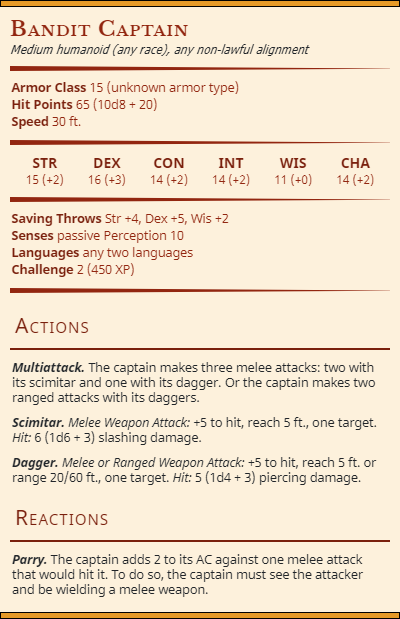 Bandit Captain
Medium humanoid (any race), any non-lawful alignment
Armor Class 15 (unknown armor type)
Hit Points 65 (10d8 + 20)
Speed 30 ft.
STR DEX CON INT WIS CHA
15 (+2) 16 (+3) 14 (+2) 14 (+2) 11 (+0) 14 (+2)
Saving Throws Str +4, Dex +5, Wis +2
Senses passive Perception 10
Languages any two languages
Challenge 2 (450 XP)
Actions
Multiattack. The captain makes three melee attacks: two with
its scimitar and one with its dagger. Or the captain makes two
ranged attacks with its daggers.
Scimitar. Melee Weapon Attack: +5 to hit, reach 5 ft., one target.
Hit: 6 (1d6 + 3) slashing damage.
Dagger. Melee or Ranged Weapon Attack: +5 to hit, reach 5 ft. or
range 20/60 ft., one target. Hit: 5 (1d4 + 3) piercing damage.
Reactions
Parry. The captain adds 2 to its AC against one melee attack
that would hit it. To do so, the captain must see the attacker
and be wielding a melee weapon.